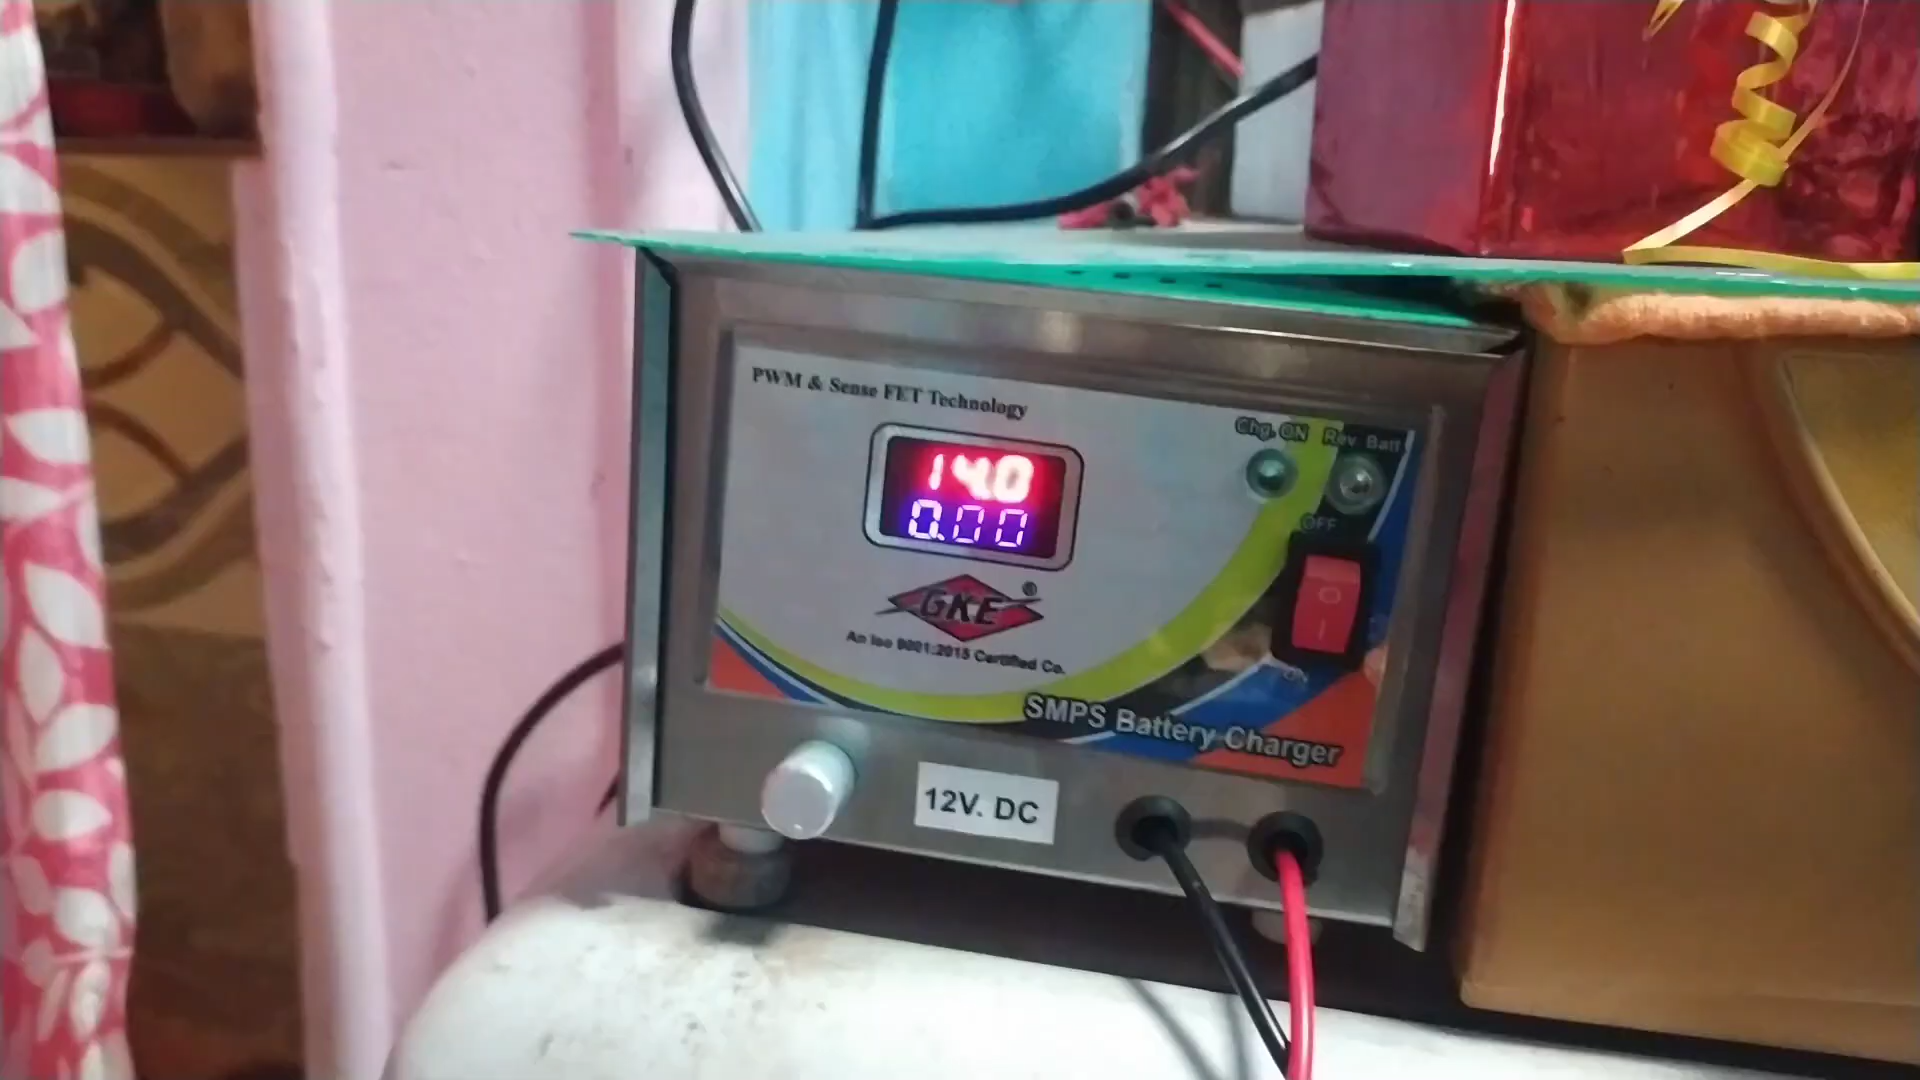 PWM & Sense FET Technology
Chg. ON Rev Batt
14.0
0.00
OFF
GKE®
An Iso 9001:2015 Certified Co.
ON
SMPS Battery Charger
12V. DC